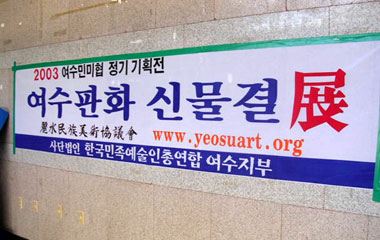 2003 여수민미협 정기 기획전
여수판화 신물결 展
麗水民族美術協議會 www.yeosuart.org
사단법인 한국민족예술인총연합 여수지부